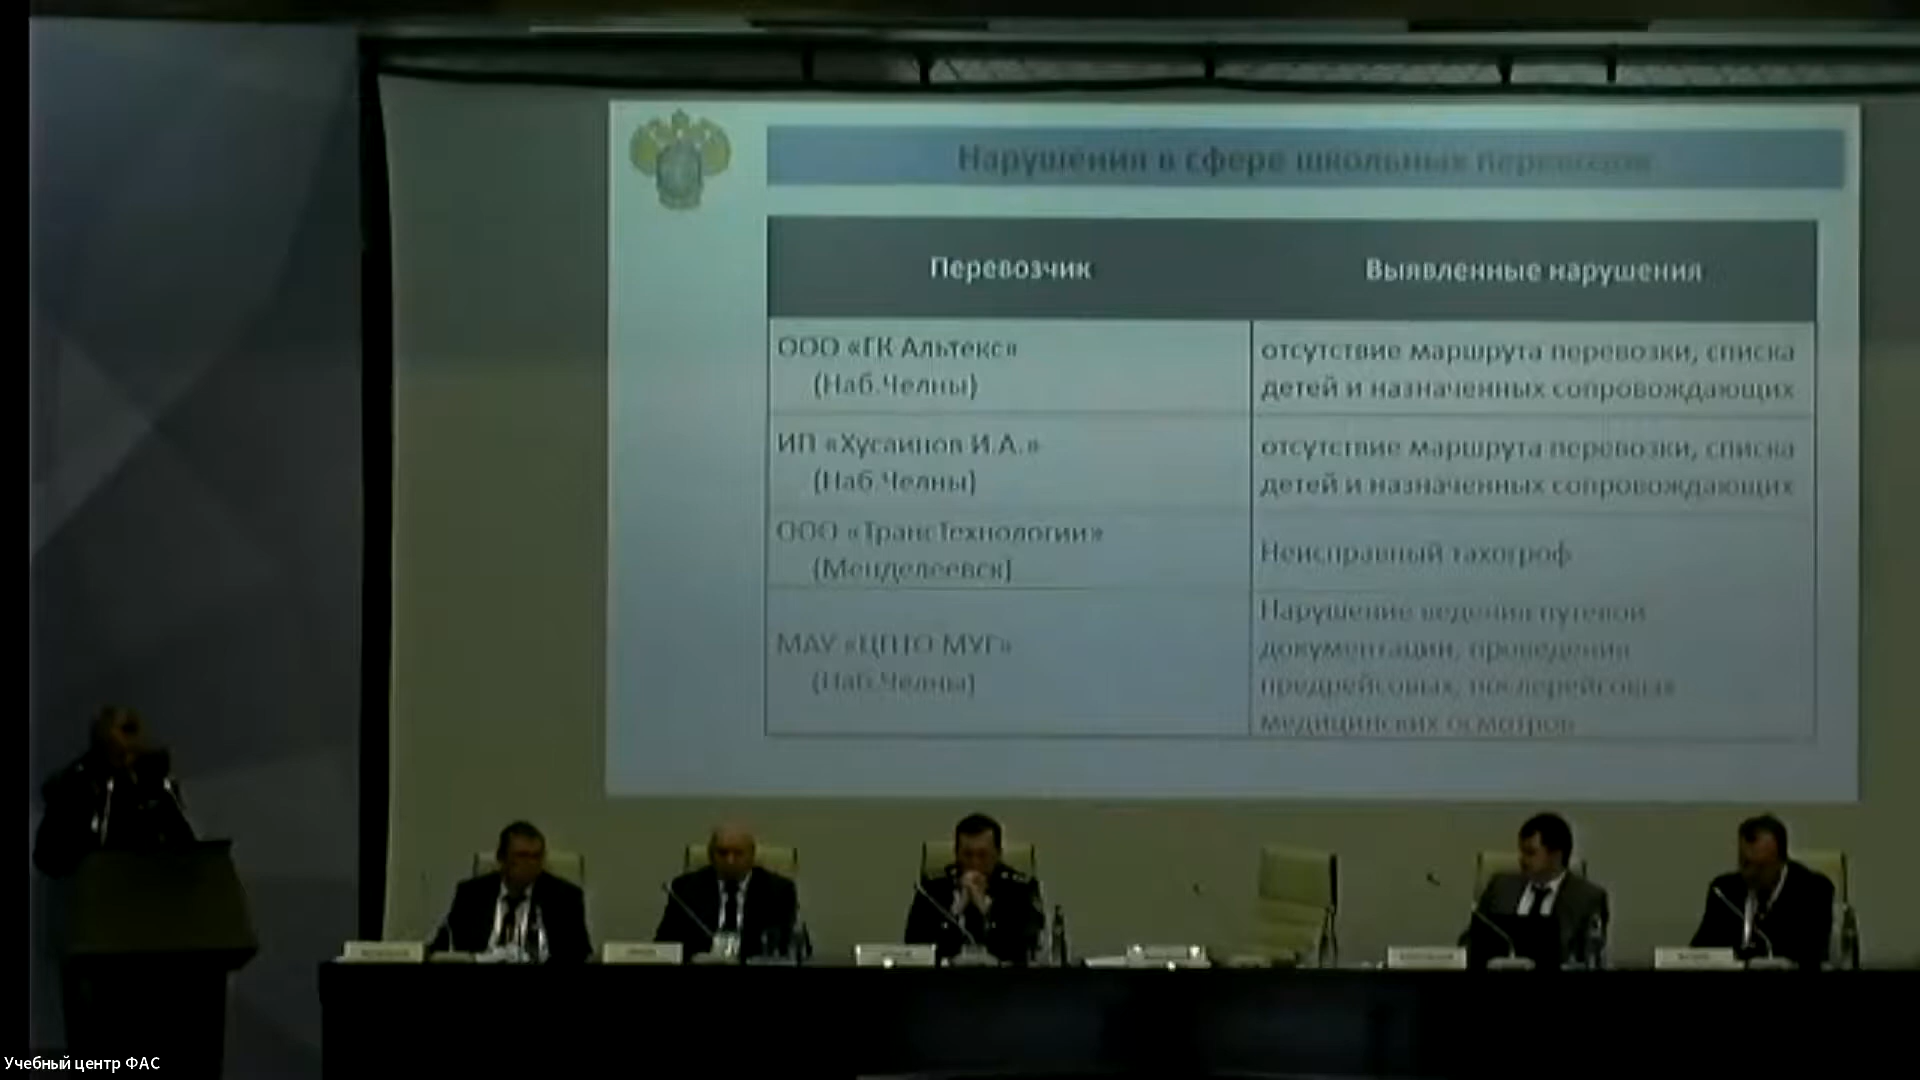 Нарушения в сфере школьных перевозок
Перевозчик
Выявленные нарушения
ООО «ГК Альтекс»
(Наб.Челны)
отсутствие маршрута перевозки, списка
детей и назначенных сопровождающих
ИП «Хусаинов И.А.»
(Наб.Челны)
отсутствие маршрута перевозки, списка
детей и назначенных сопровождающих
ООО «ТрансТехнологии»
(Менделеевск)
Неисправный тахогроф
МАУ «ЦПТО МУГ»
(Наб.Челны)
Нарушение ведения путевой
документации, проведения
предрейсовых, послерейсовых
медицинских осмотров
Учебный центр ФАС